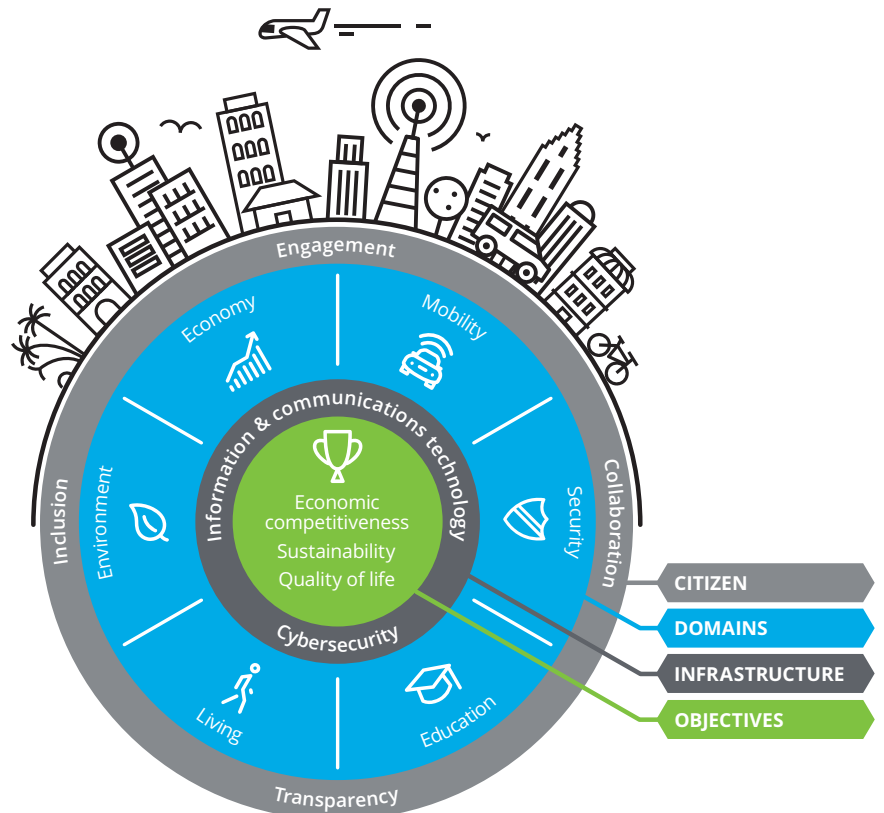 Engagement
Economy
Mobility
Information & communications technology
Inclusion
Environment
Economic
competitiveness
Sustainability
Quality of life
Security
Collaboration
Cybersecurity
Living
Education
Transparency
CITIZEN
DOMAINS
INFRASTRUCTURE
OBJECTIVES